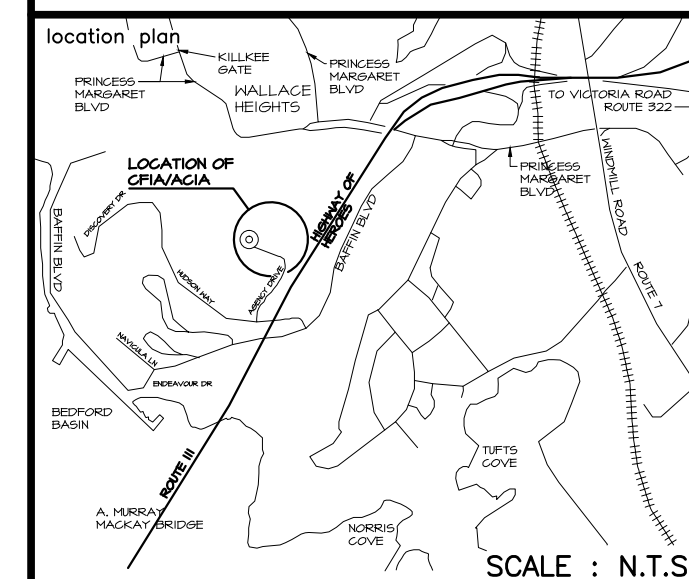 location plan
KILLKEE
GATE
PRINCESS
MARGARET
BLVD
PRINCESS
MARGARET
BLVD
WALLACE
HEIGHTS
TO VICTORIA ROAD
ROUTE 322
LOCATION OF
CFIA/ACIA
PRINCESS
MARGARET
BLVD
WINDMILL ROAD
ROUTE 7
HIGHWAY OF
HEROES
BAFFIN BLVD
DISCOVERY DR
BAFFIN BLVD
HUDSON WAY
AGENCY DRIVE
NAVICULA LN
ENDEAVOUR DR
BEDFORD
BASIN
ROUTE 111
TUFTS
COVE
A. MURRAY
MACKAY BRIDGE
NORRIS
COVE
SCALE : N.T.S